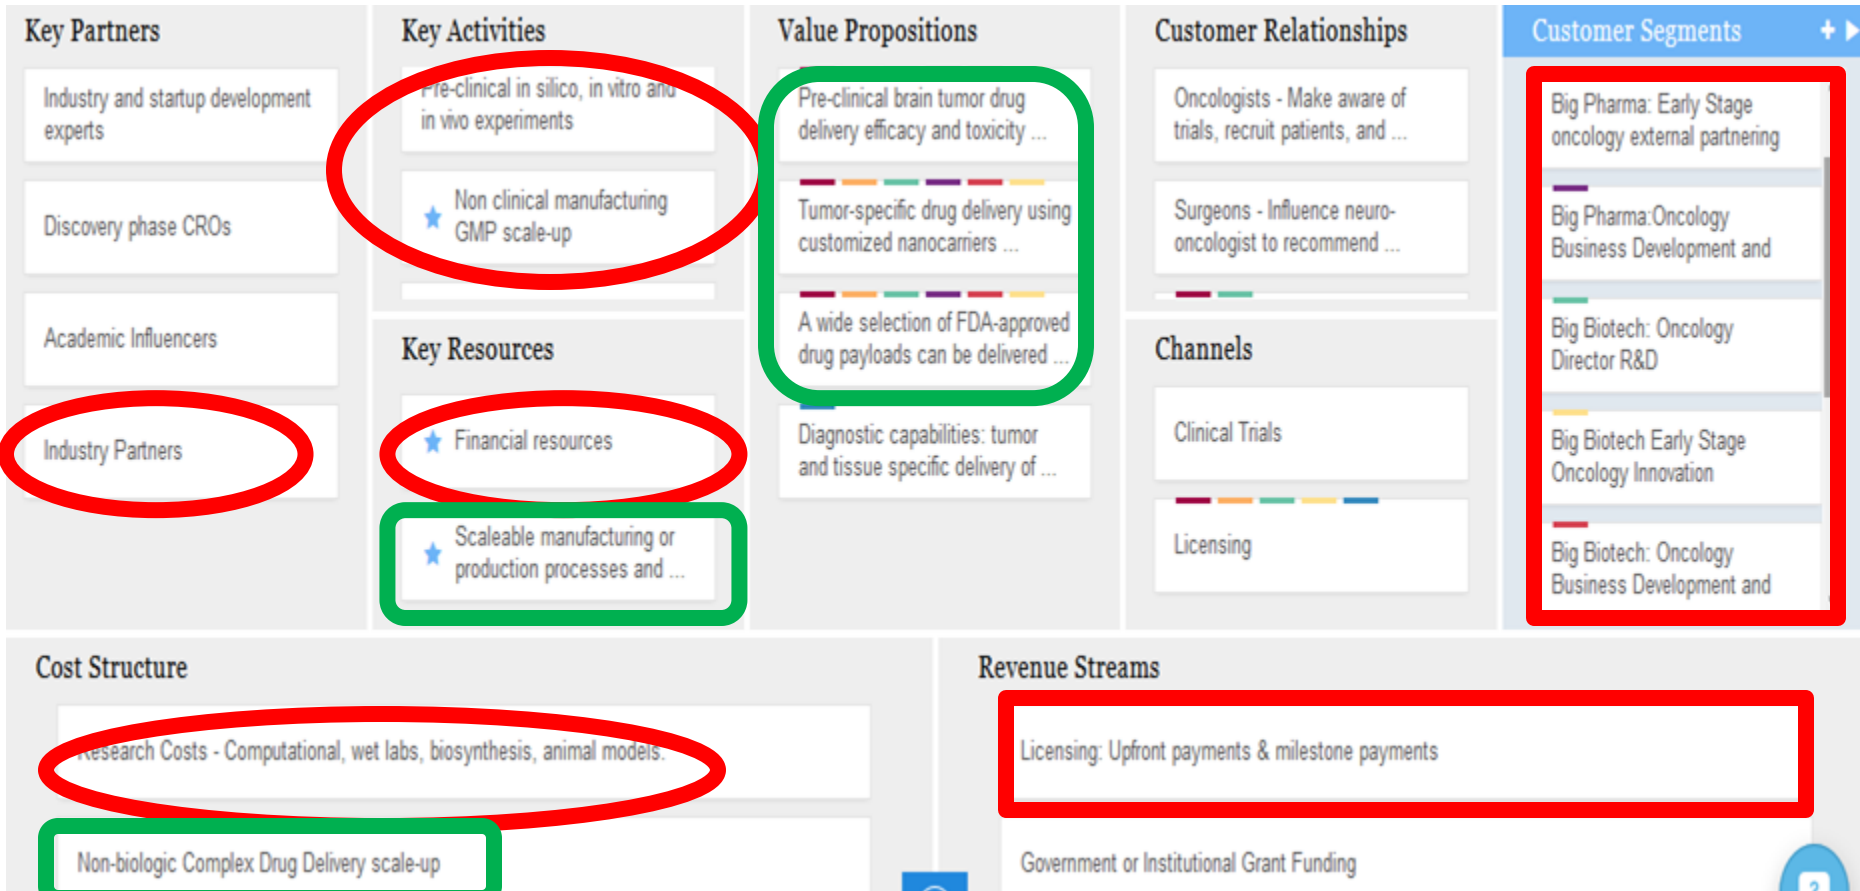 Key Partners
Industry and startup development
experts
Discovery phase CROs
Academic Influencers
Industry Partners
Key Activities
Pre-clinical in silico, in vitro and
in vivo experiments
Non clinical manufacturing
GMP scale-up
Key Resources
Financial resources
Scaleable manufacturing or
production processes and ...
Value Propositions
Pre-clinical brain tumor drug
delivery efficacy and toxicity ...
Tumor-specific drug delivery using
customized nanocarriers ...
A wide selection of FDA-approved
drug payloads can be delivered ...
Diagnostic capabilities: tumor
and tissue specific delivery of ...
Customer Relationships
Oncologists - Make aware of
trials, recruit patients, and ...
Surgeons - Influence neuro-
oncologist to recommend ...
Channels
Clinical Trials
Licensing
Customer Segments +
Big Pharma: Early Stage
oncology external partnering
Big Pharma:Oncology
Business Development and
Big Biotech: Oncology
Director R&D
Big Biotech Early Stage
Oncology Innovation
Big Biotech: Oncology
Business Development and
Cost Structure
Research Costs - Computational, wet labs, biosynthesis, animal models.
Non-biologic Complex Drug Delivery scale-up
Revenue Streams
Licensing: Upfront payments & milestone payments
Government or Institutional Grant Funding
?